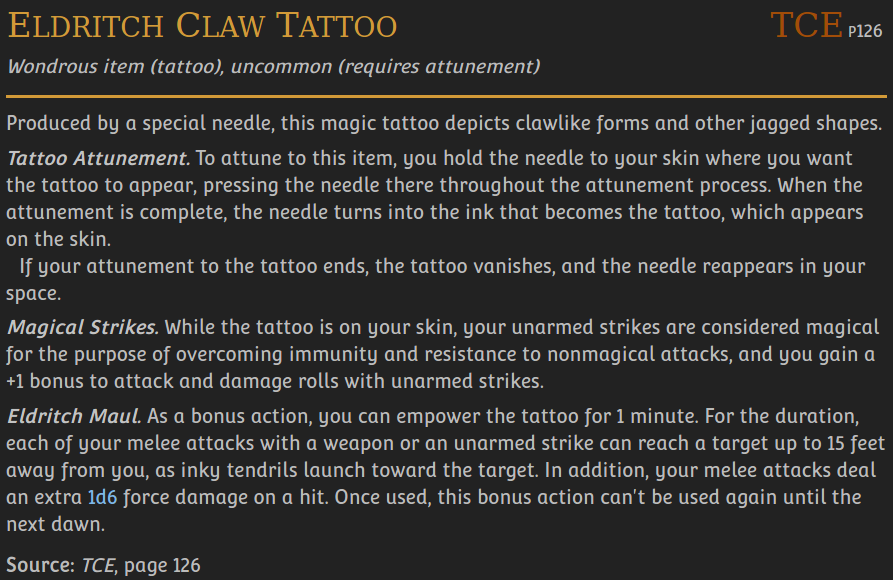 Eldritch Claw Tattoo TCE P126
Wondrous item (tattoo), uncommon (requires attunement)
Produced by a special needle, this magic tattoo depicts clawlike forms and other jagged shapes.
Tattoo Attunement. To attune to this item, you hold the needle to your skin where you want
the tattoo to appear, pressing the needle there throughout the attunement process. When the
attunement is complete, the needle turns into the ink that becomes the tattoo, which appears
on the skin.
If your attunement to the tattoo ends, the tattoo vanishes, and the needle reappears in your
space.
Magical Strikes. While the tattoo is on your skin, your unarmed strikes are considered magical
for the purpose of overcoming immunity and resistance to nonmagical attacks, and you gain a
+1 bonus to attack and damage rolls with unarmed strikes.
Eldritch Maul. As a bonus action, you can empower the tattoo for 1 minute. For the duration,
each of your melee attacks with a weapon or an unarmed strike can reach a target up to 15 feet
away from you, as inky tendrils launch toward the target. In addition, your melee attacks deal
an extra 1d6 force damage on a hit. Once used, this bonus action can't be used again until the
next dawn.
Source: TCE, page 126